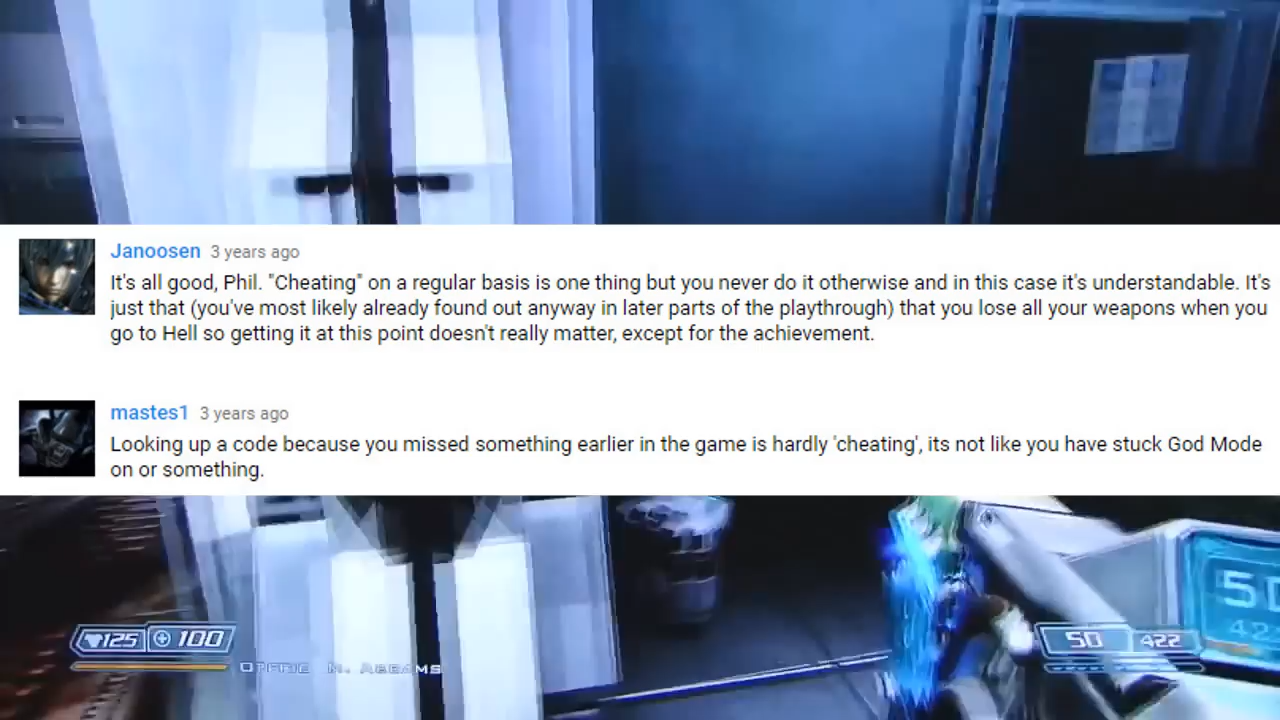 Janoosen 3 years ago
It's all good, Phil. "Cheating" on a regular basis is one thing but you never do it otherwise and in this case it's understandable. It's
just that (you've most likely already found out anyway in later parts of the playthrough) that you lose all your weapons when you
go to Hell so getting it at this point doesn't really matter, except for the achievement.
mastes1 3 years ago
Looking up a code because you missed something earlier in the game is hardly 'cheating', its not like you have stuck God Mode
on or something.
125 100
50 422
50